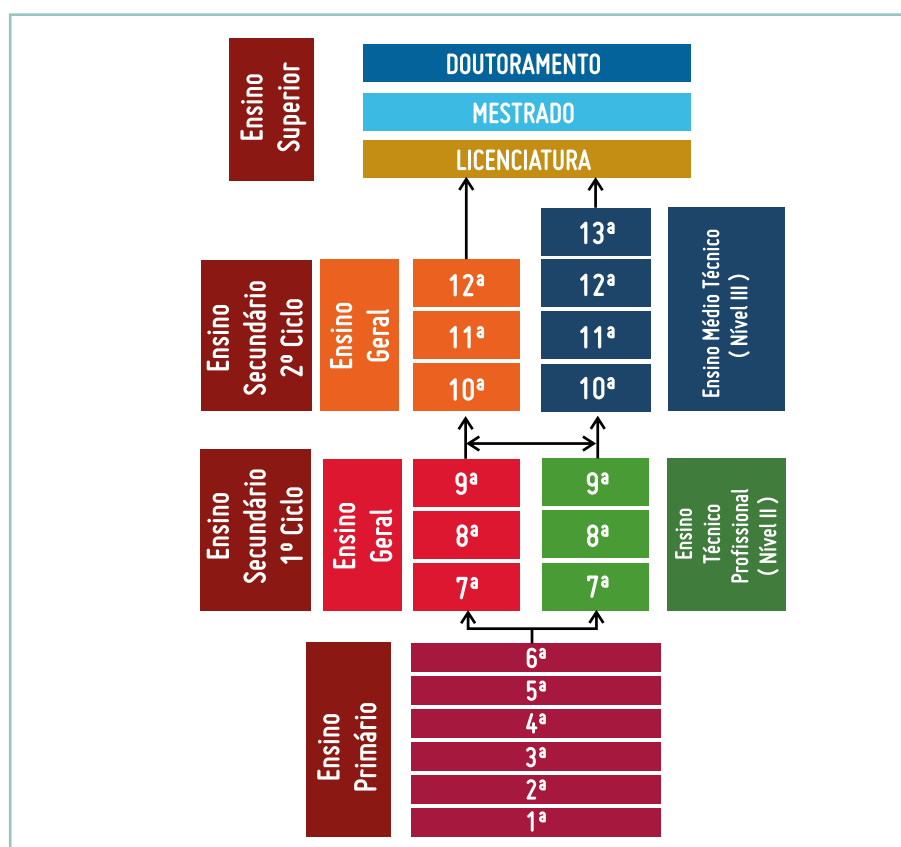 Ensino
Superior
DOUTORAMENTO
MESTRADO
LICENCIATURA
Ensino
Secundário
2º Ciclo
Ensino
Geral
12ª
11ª
10ª
13ª
12ª
11ª
10ª
Ensino Médio Técnico
( Nível III )
Ensino
Secundário
1º Ciclo
Ensino
Geral
9ª
8ª
7ª
9ª
8ª
7ª
Ensino
Técnico
Profissional
( Nível II )
Ensino
Primário
6ª
5ª
4ª
3ª
2ª
1ª